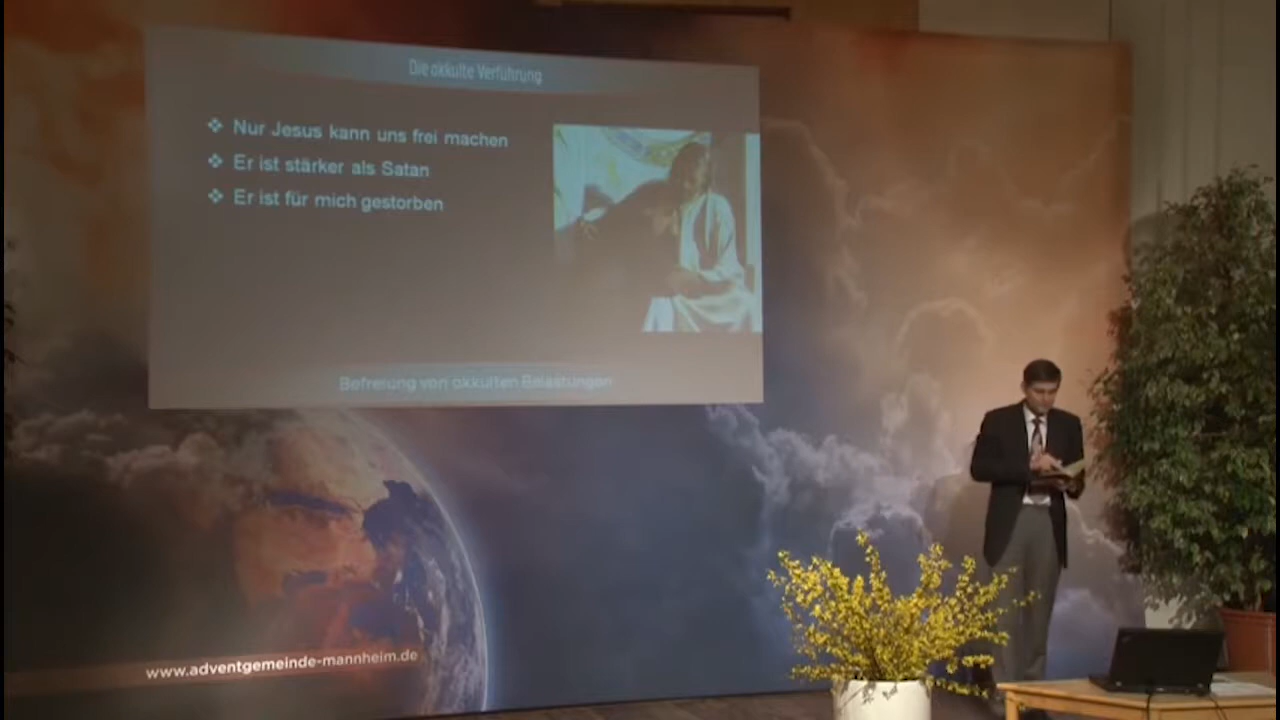 Die okkulte Verführung
Nur Jesus kann uns frei machen
Er ist stärker als Satan
Er ist für mich gestorben
Befreiung von okkulten Belastungen
www.adventgemeinde-mannheim.de